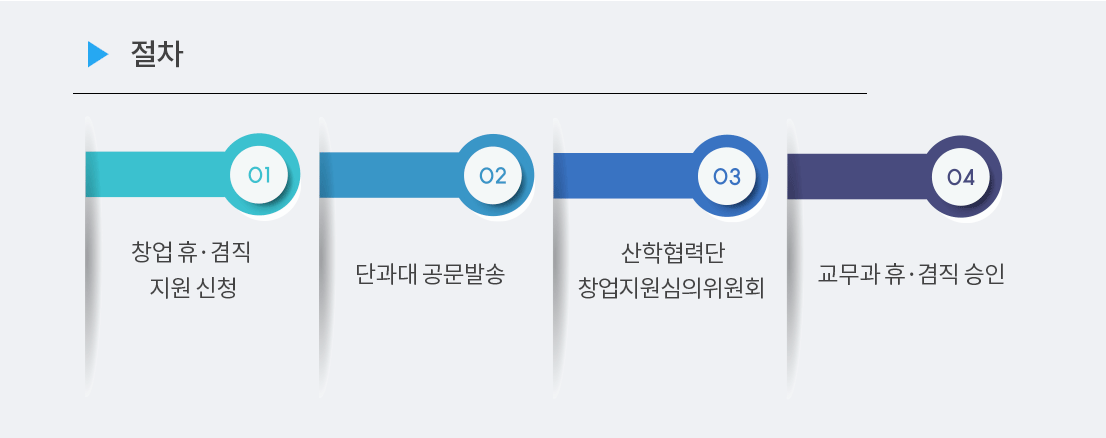 절차
01
창업 휴·겸직
지원 신청
02
단과대 공문발송
03
산학협력단
창업지원심의위원회
04
교무과 휴·겸직 승인